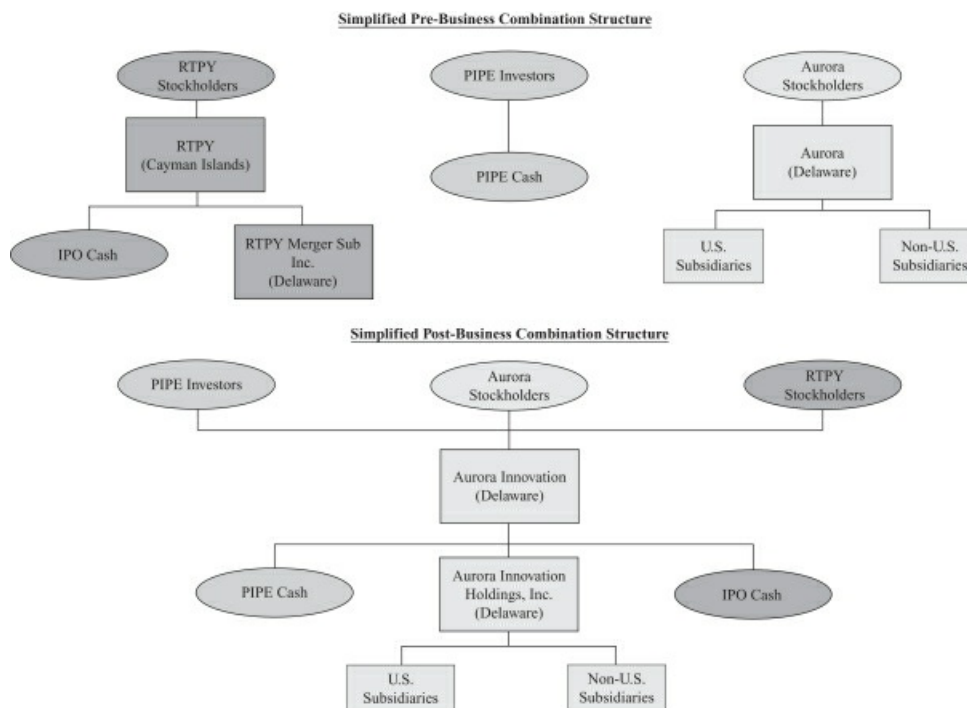 Simplified Pre-Business Combination Structure
RTPY
Stockholders
PIPE Investors
Aurora
Stockholders
RTPY
(Cayman Islands)
PIPE Cash
Aurora
(Delaware)
IPO Cash
RTPY Merger Sub
Inc.
(Delaware)
U.S.
Subsidiaries
Non-U.S.
Subsidiaries
Simplified Post-Business Combination Structure
PIPE Investors
Aurora
Stockholders
RTPY
Stockholders
Aurora Innovation
(Delaware)
PIPE Cash
Aurora Innovation
Holdings, Inc.
(Delaware)
IPO Cash
U.S.
Subsidiaries
Non-U.S.
Subsidiaries